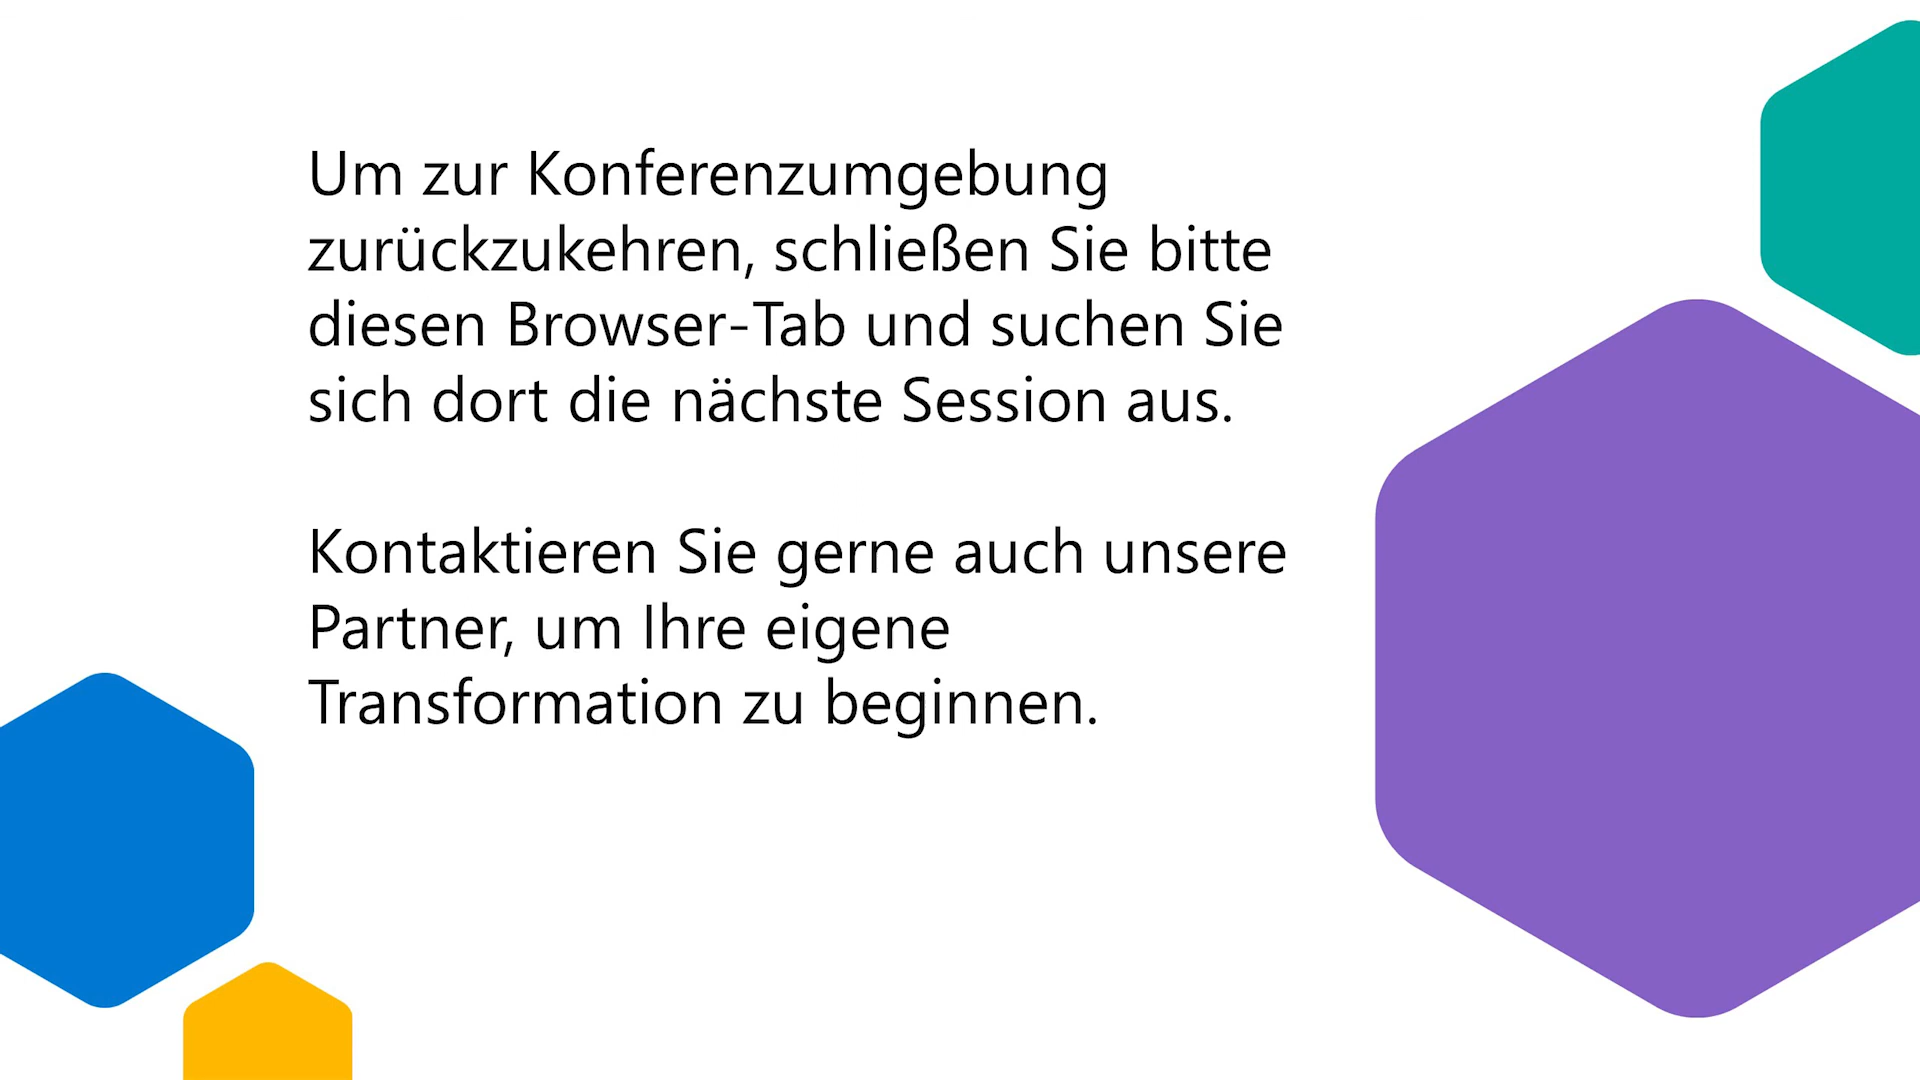 Um zur Konferenzumgebung
zurückzukehren, schließen Sie bitte
diesen Browser-Tab und suchen Sie
sich dort die nächste Session aus.
Kontaktieren Sie gerne auch unsere
Partner, um Ihre eigene
Transformation zu beginnen.